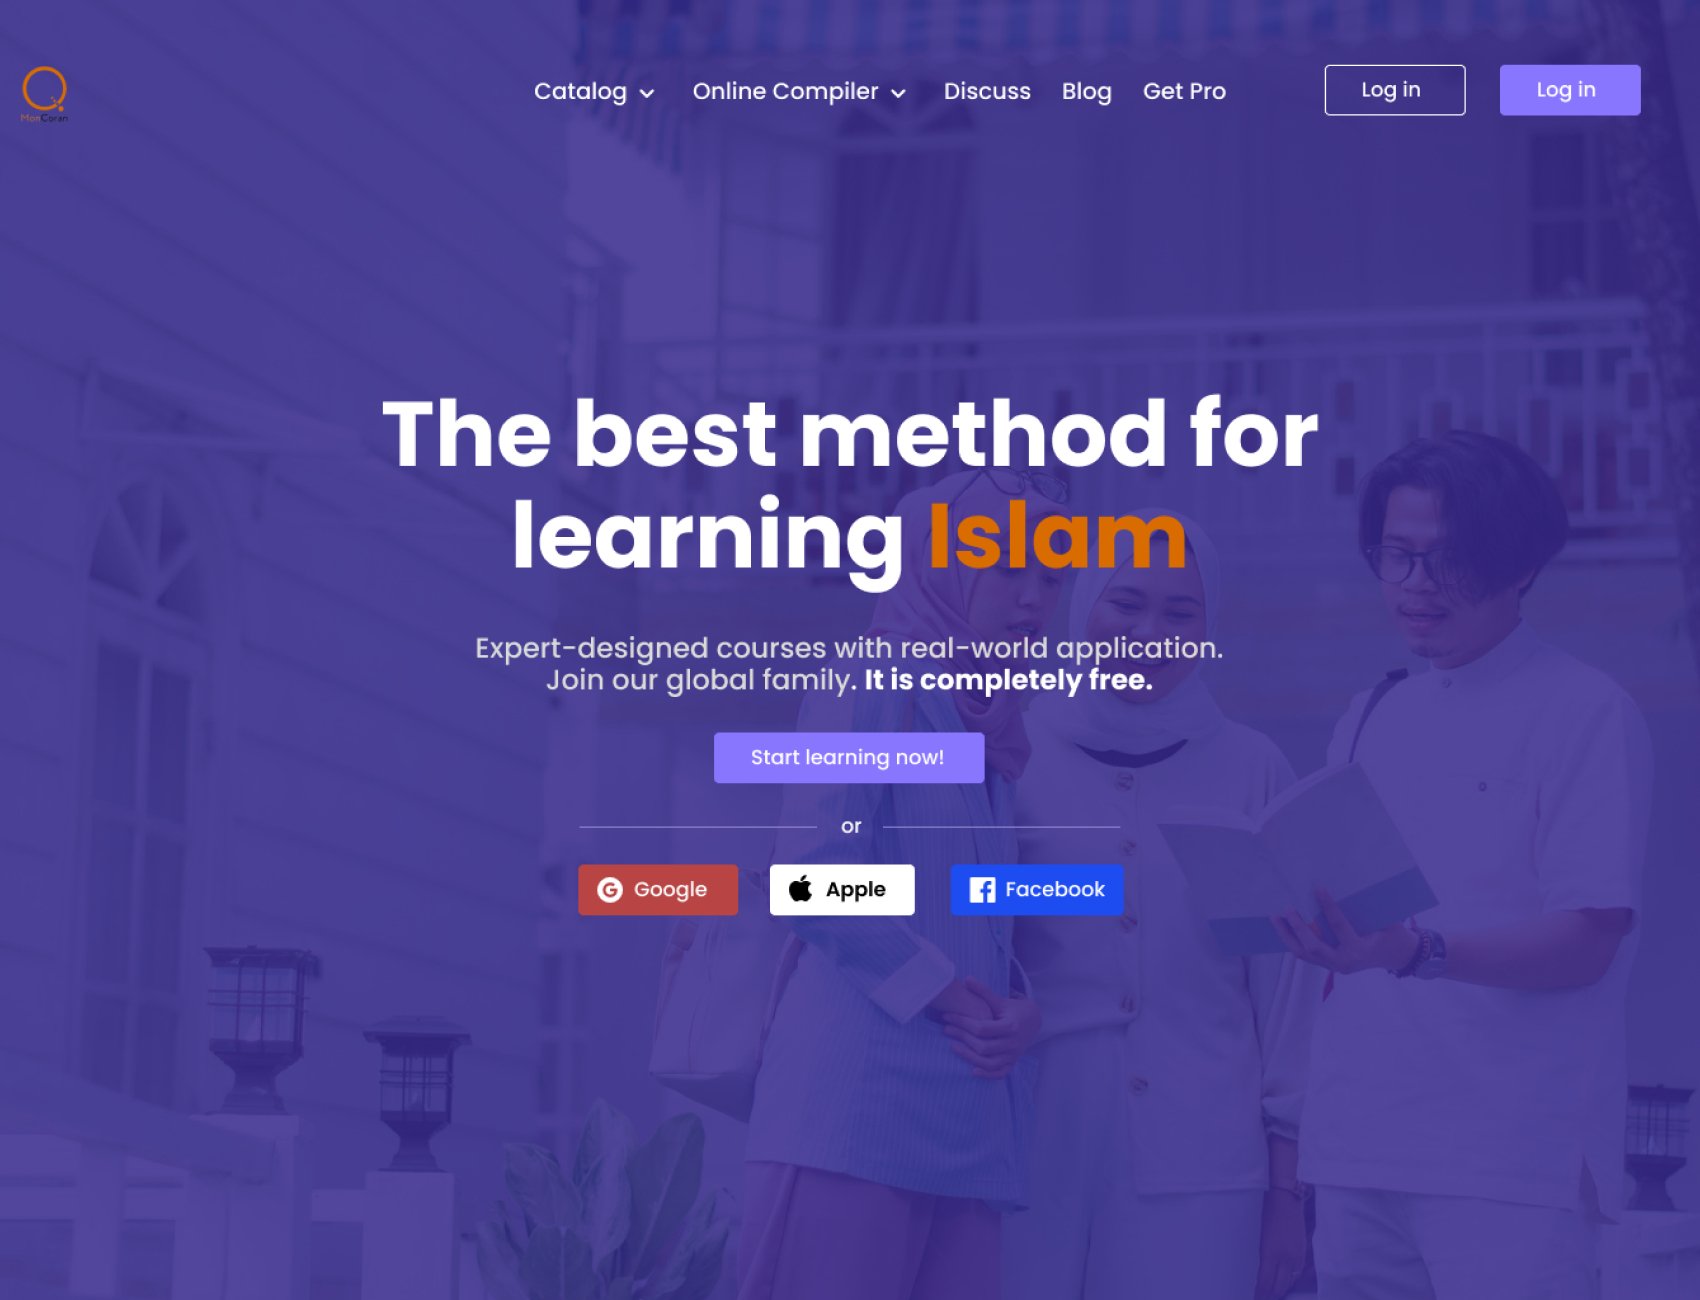 MonCoran
Catalog
Online Compiler
Discuss
Blog
Get Pro
Log in
Log in
The best method for
learning Islam
Expert-designed courses with real-world application.
Join our global family. It is completely free.
Start learning now!
or
Google
Apple
Facebook